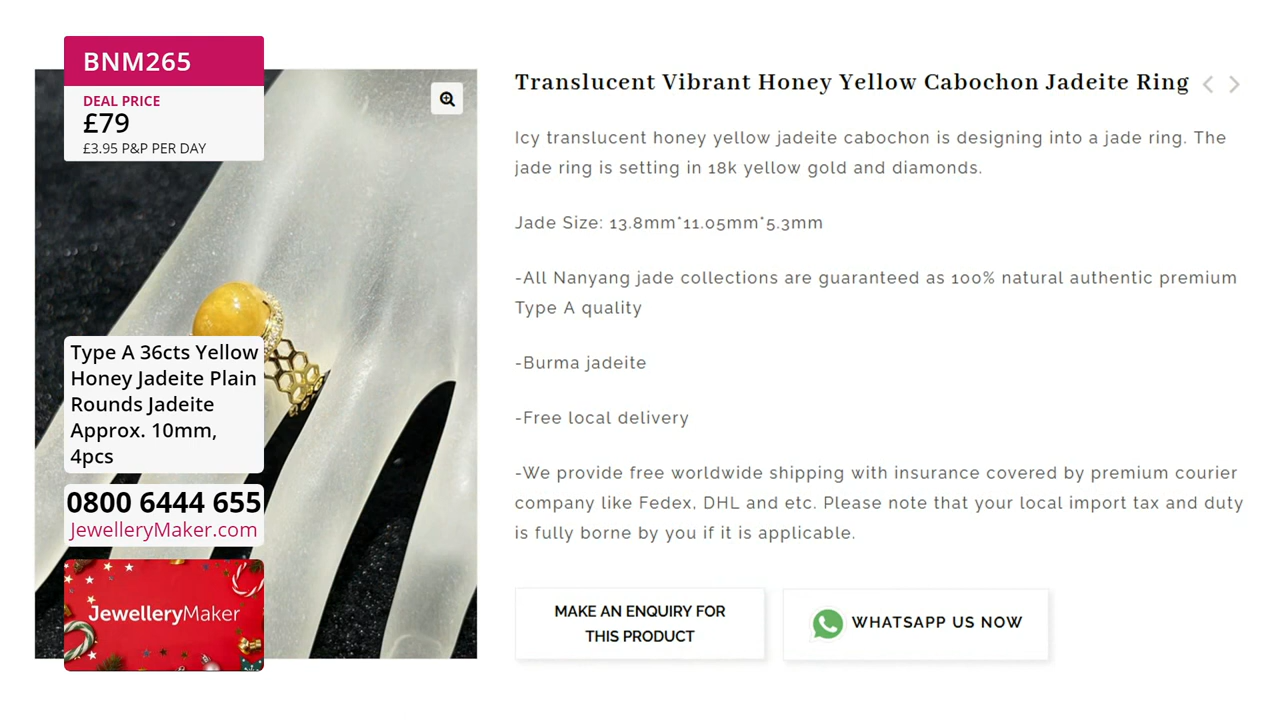 BNM265
DEAL PRICE
£79
£3.95 P&P PER DAY
Type A 36cts Yellow
Honey Jadeite Plain
Rounds Jadeite
Approx. 10mm,
4pcs
0800 6444 655
JewelleryMaker.com
JewelleryMaker
Translucent Vibrant Honey Yellow Cabochon Jadeite Ring
Icy translucent honey yellow jadeite cabochon is designing into a jade ring. The
jade ring is setting in 18k yellow gold and diamonds.
Jade Size: 13.8mm*11.05mm*5.3mm
-All Nanyang jade collections are guaranteed as 100% natural authentic premium
Type A quality
-Burma jadeite
-Free local delivery
-We provide free worldwide shipping with insurance covered by premium courier
company like Fedex, DHL and etc. Please note that your local import tax and duty
is fully borne by you if it is applicable.
MAKE AN ENQUIRY FOR
THIS PRODUCT
WHATSAPP US NOW